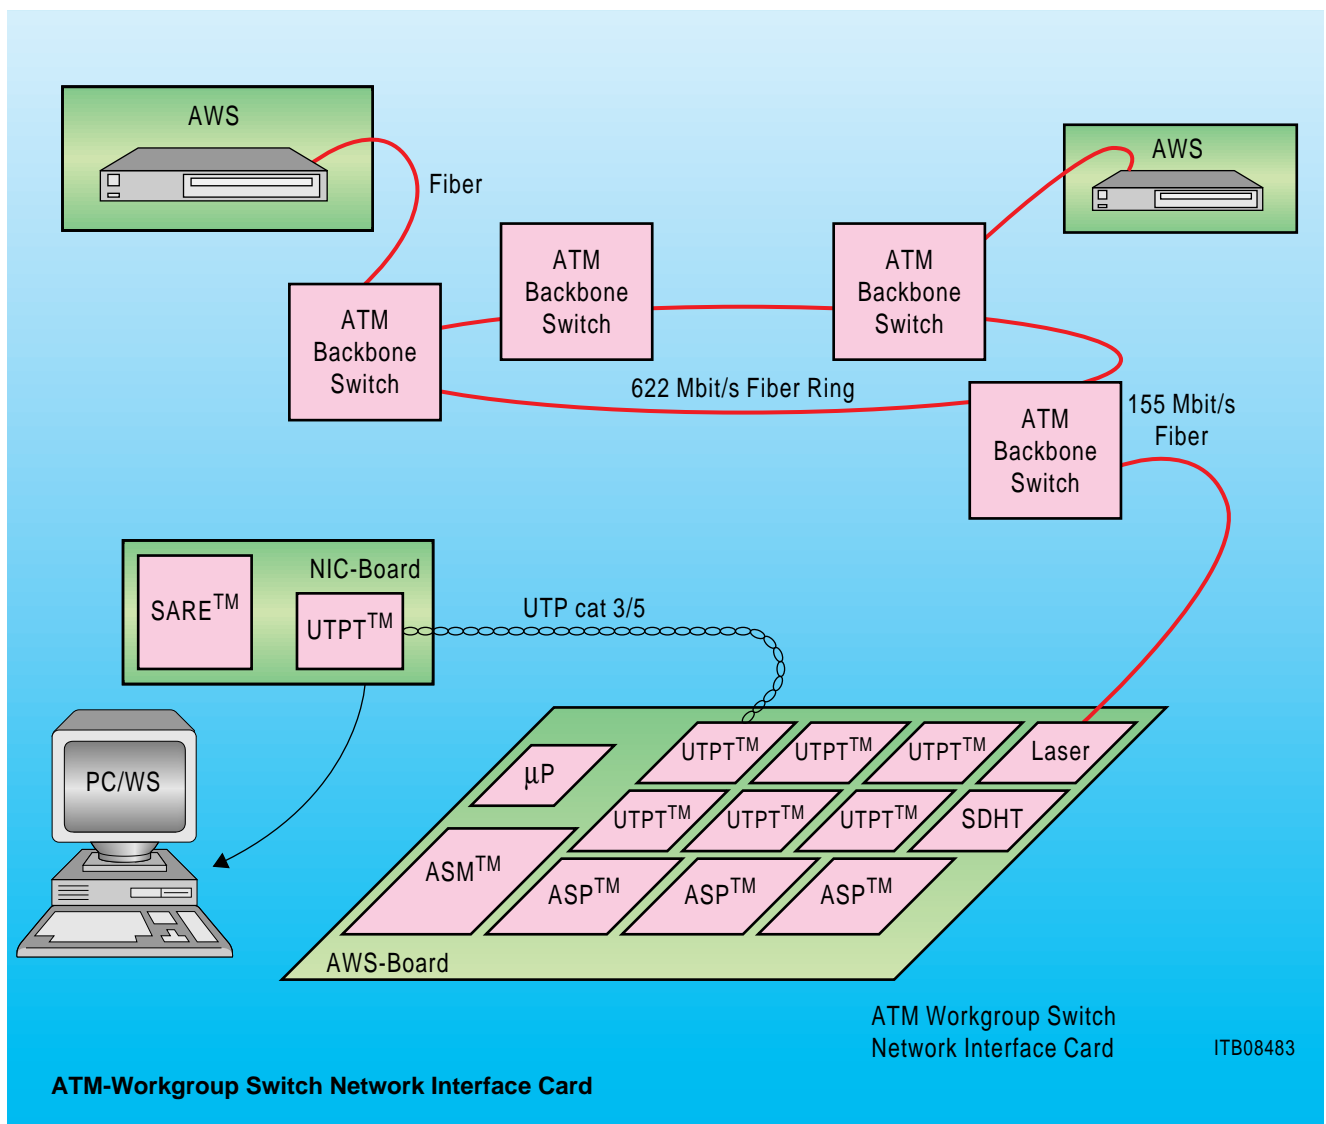 AWS
Fiber
AWS
ATM
Backbone
Switch
ATM
Backbone
Switch
ATM
Backbone
Switch
622 Mbit/s Fiber Ring
ATM
Backbone
Switch
155 Mbit/s
Fiber
NIC-Board
SARE™
UTPT™
UTP cat 3/5
PC/WS
μP
UTPT™
UTPT™
UTPT™
Laser
UTPT™
UTPT™
UTPT™
SDHT
ASM™
ASP™
ASP™
ASP™
AWS-Board
ATM Workgroup Switch
Network Interface Card
ITB08483
ATM-Workgroup Switch Network Interface Card